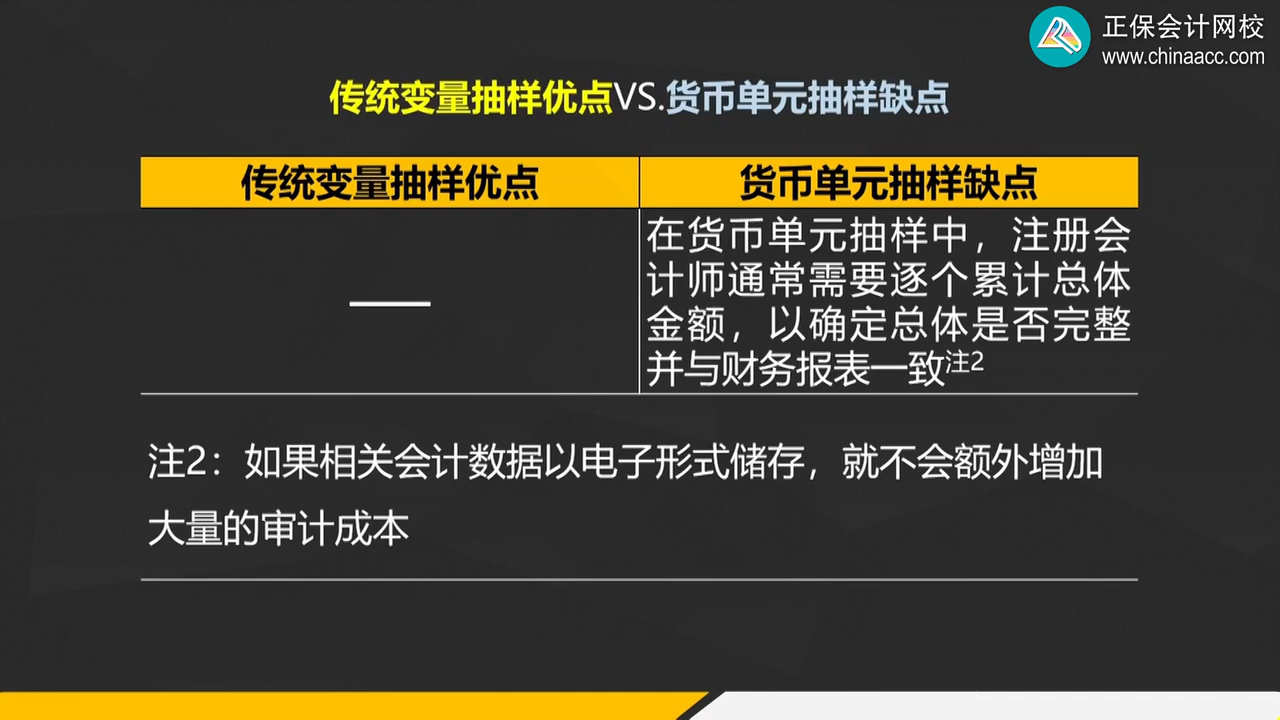 正保会计网校
www.chinaacc.com
传统变量抽样优点VS.货币单元抽样缺点
传统变量抽样优点
货币单元抽样缺点
——
在货币单元抽样中，注册会
计师通常需要逐个累计总体
金额，以确定总体是否完整
并与财务报表一致注2
注2：如果相关会计数据以电子形式储存，就不会额外增加
大量的审计成本